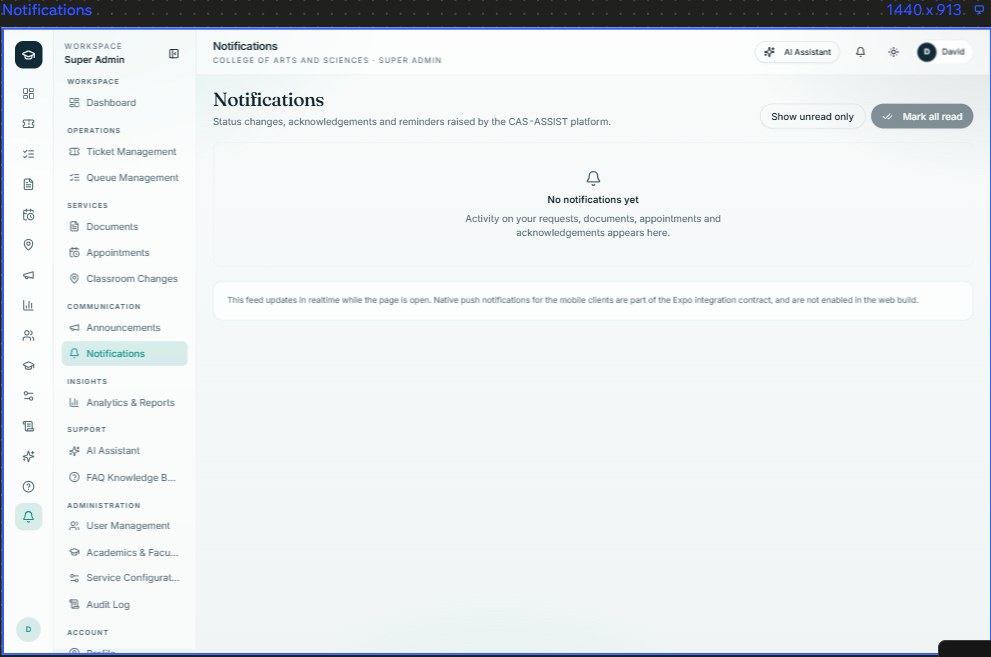 Notifications
1440 x 913
WORKSPACE
Super Admin
WORKSPACE
Dashboard
OPERATIONS
Ticket Management
Queue Management
SERVICES
Documents
Appointments
Classroom Changes
COMMUNICATION
Announcements
Notifications
INSIGHTS
Analytics & Reports
SUPPORT
AI Assistant
FAQ Knowledge B...
ADMINISTRATION
User Management
Academics & Facu...
Service Configurat...
Audit Log
ACCOUNT
Profile
D
Notifications
COLLEGE OF ARTS AND SCIENCES - SUPER ADMIN
AI Assistant
D
David
Notifications
Status changes, acknowledgements and reminders raised by the CAS-ASSIST platform.
Show unread only
Mark all read
No notifications yet
Activity on your requests, documents, appointments and
acknowledgements appears here.
This feed updates in realtime while the page is open. Native push notifications for the mobile clients are part of the Expo integration contract, and are not enabled in the web build.